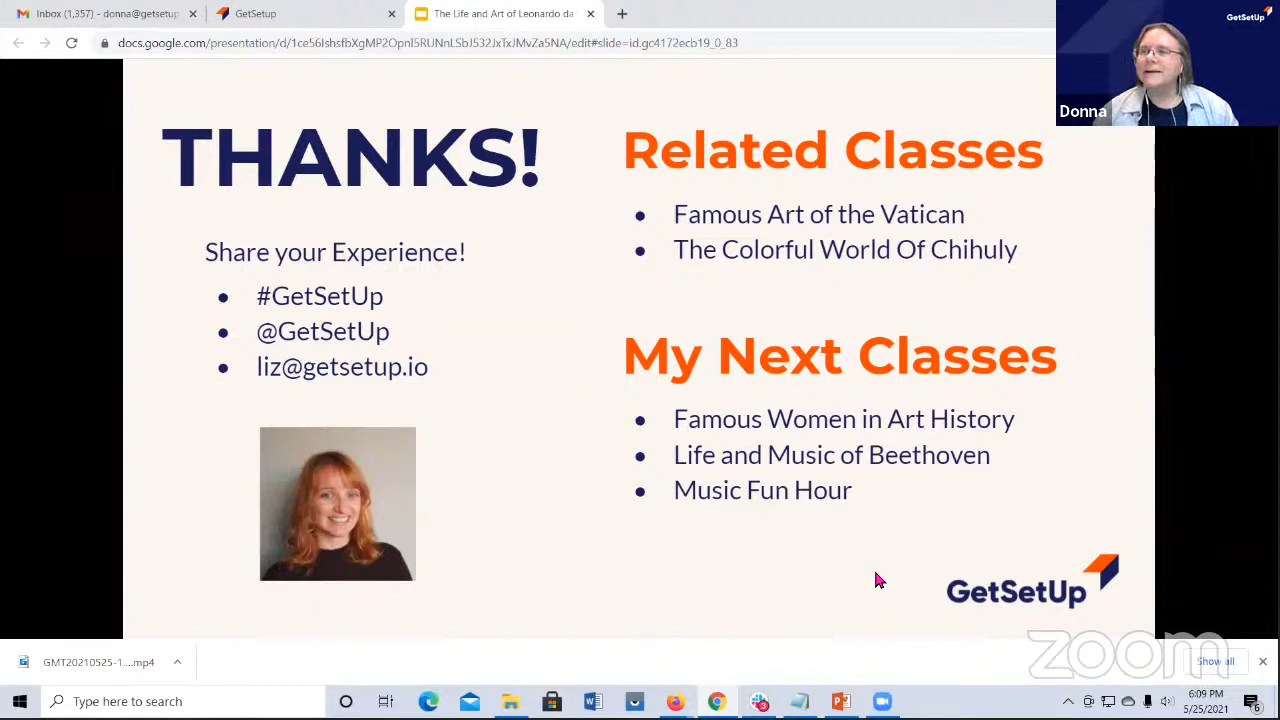 Inbox (1,357) - donna@getsetup
GetSetUp
The Life and Art of Leonardo da
GetSetUp
docs.google.com/presentation/d/1ce56IshsfbXgMP2Opnl5RUNnLSuJ532JxTxJMvZa5NA/edit#slide=id.gc4172ecb19_0_83
Donna
THANKS!
Share your Experience!
#GetSetUp
@GetSetUp
liz@getsetup.io
Related Classes
Famous Art of the Vatican
The Colorful World Of Chihuly
My Next Classes
Famous Women in Art History
Life and Music of Beethoven
Music Fun Hour
GetSetUp
zoom
GMT20210525-1....mp4
Show all
Type here to search
3
6:09 PM
5/25/2021
6